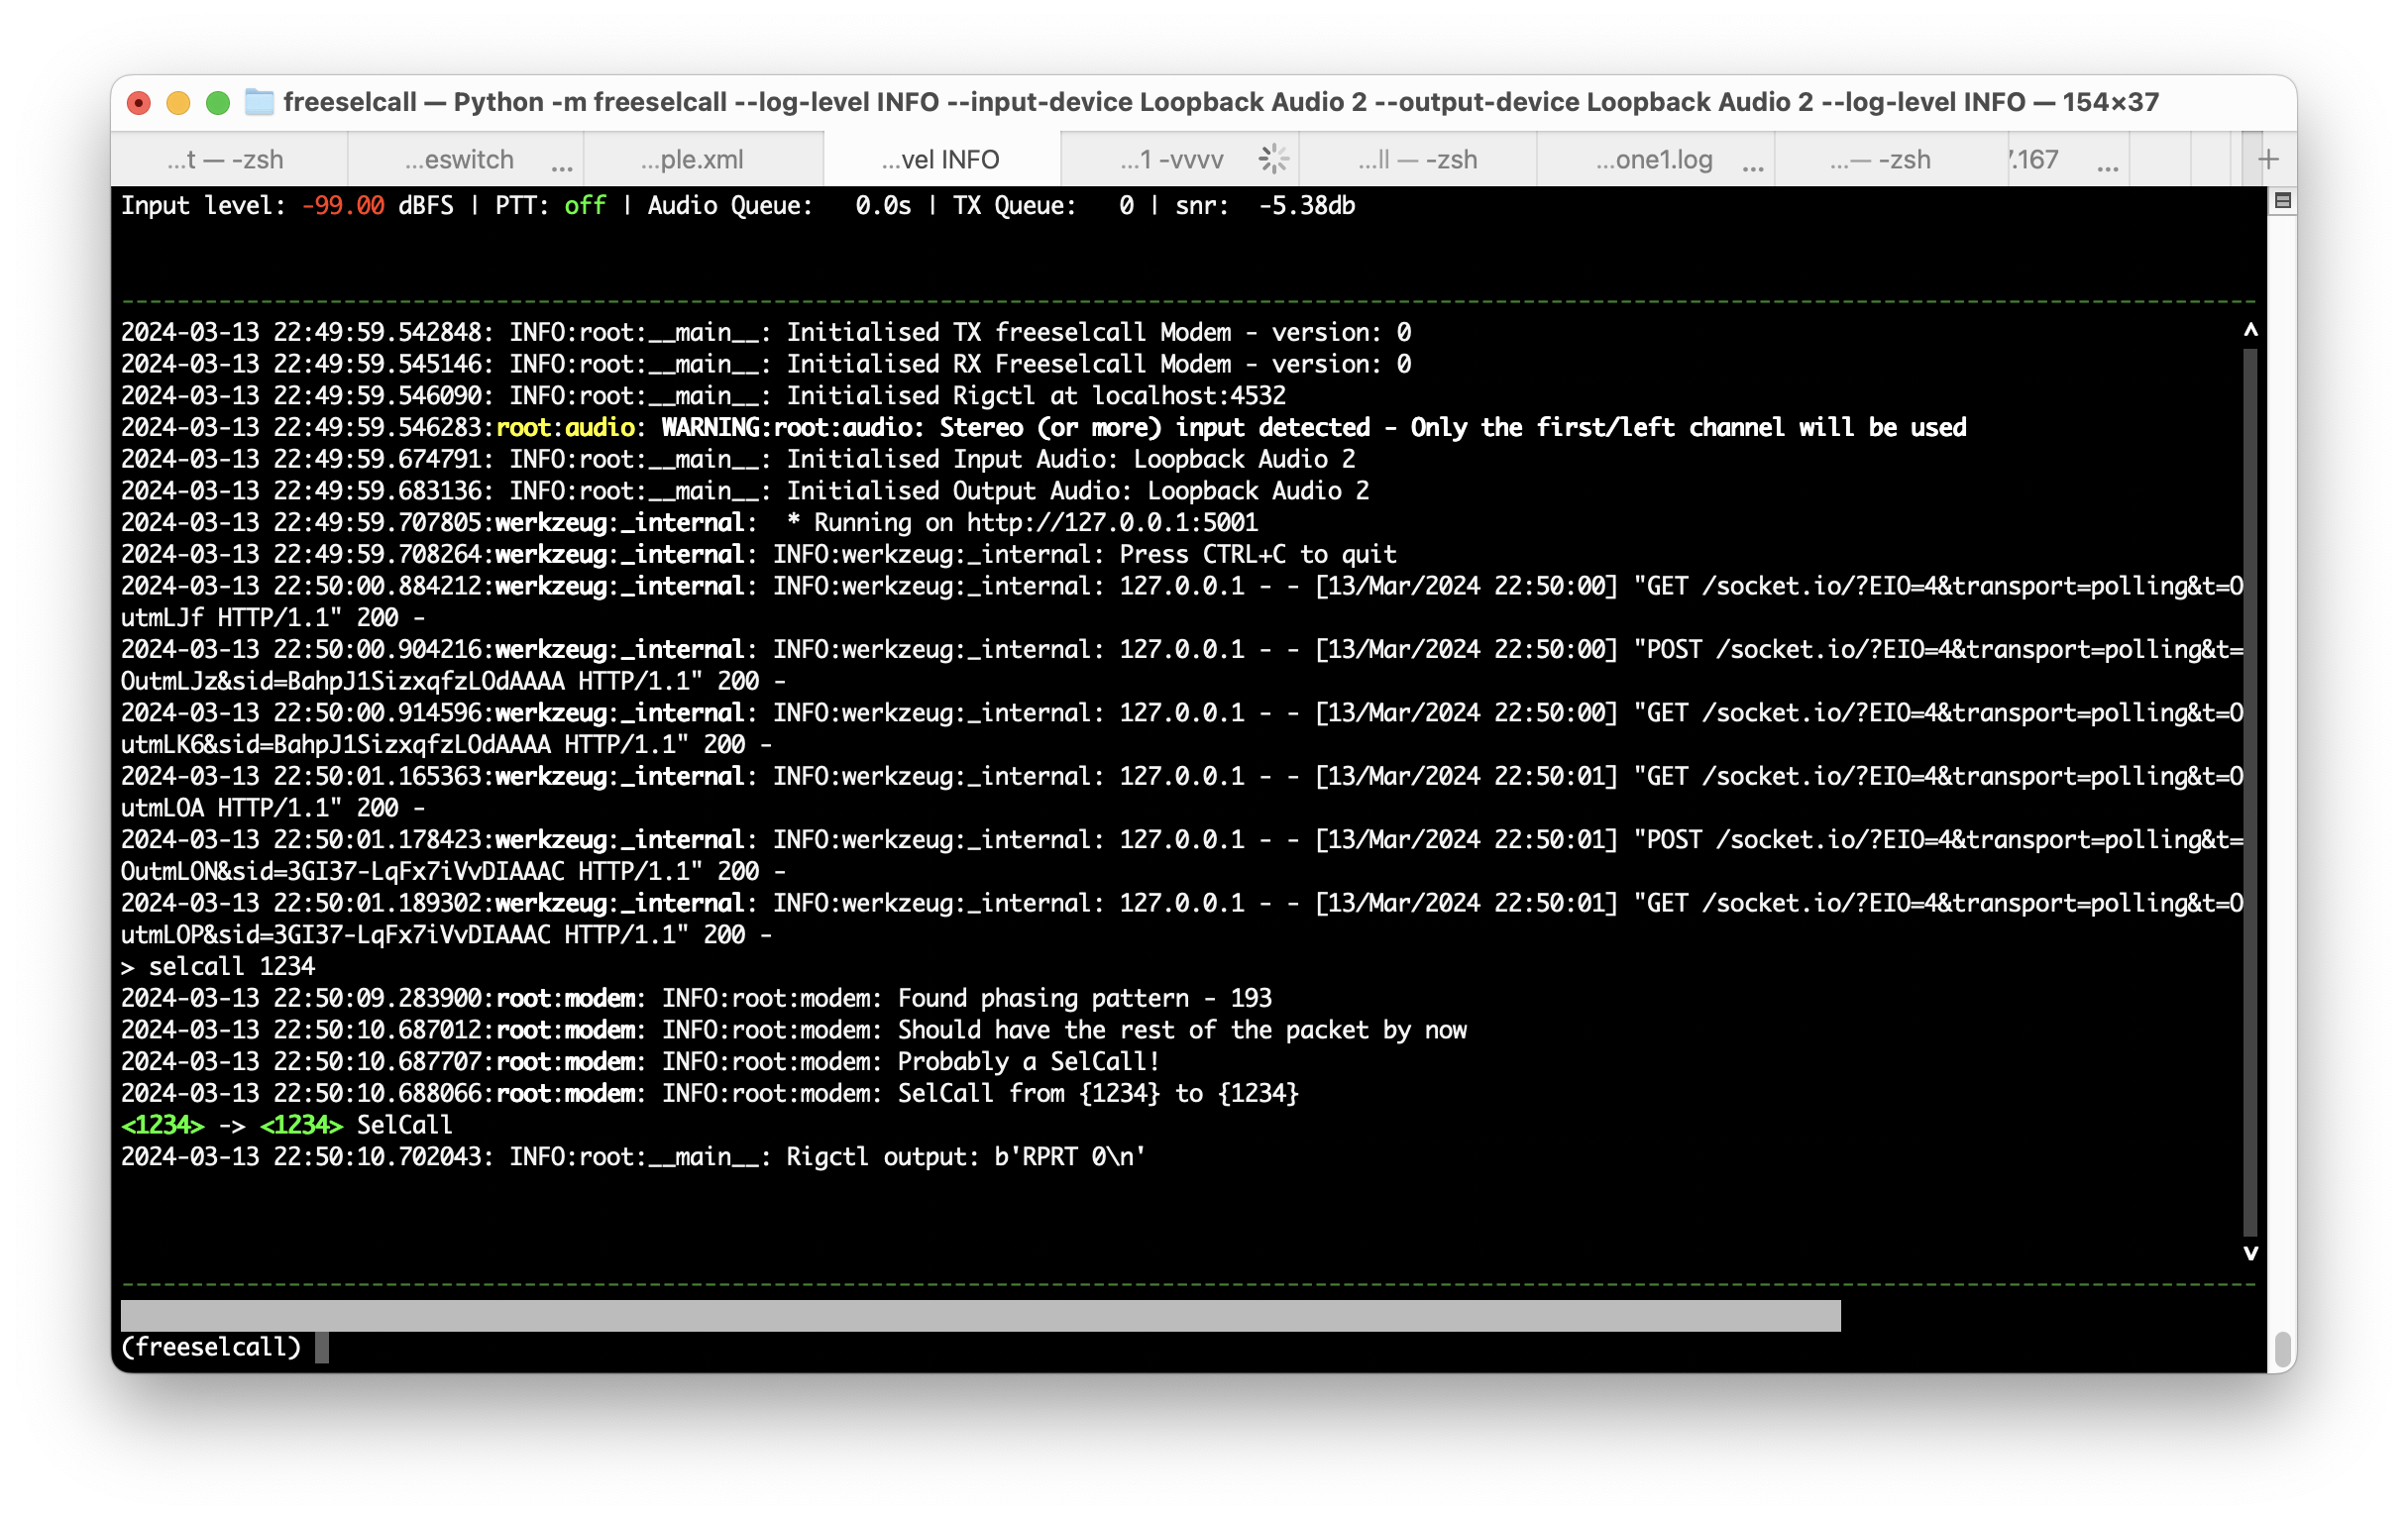 freeselcall — Python -m freeselcall --log-level INFO --input-device Loopback Audio 2 --output-device Loopback Audio 2 --log-level INFO — 154×37
...t — -zsh ...eswitch ... ...ple.xml ...vel INFO ...1 -vvvv ...ll — -zsh ...one1.log ... ...— -zsh .167 ... +
Input level: -99.00 dBFS | PTT: off | Audio Queue:   0.0s | TX Queue:   0 | snr:  -5.38db
2024-03-13 22:49:59.542848: INFO:root:__main__: Initialised TX freeselcall Modem - version: 0
2024-03-13 22:49:59.545146: INFO:root:__main__: Initialised RX Freeselcall Modem - version: 0
2024-03-13 22:49:59.546090: INFO:root:__main__: Initialised Rigctl at localhost:4532
2024-03-13 22:49:59.546283:root:audio: WARNING:root:audio: Stereo (or more) input detected - Only the first/left channel will be used
2024-03-13 22:49:59.674791: INFO:root:__main__: Initialised Input Audio: Loopback Audio 2
2024-03-13 22:49:59.683136: INFO:root:__main__: Initialised Output Audio: Loopback Audio 2
2024-03-13 22:49:59.707805:werkzeug:_internal:  * Running on http://127.0.0.1:5001
2024-03-13 22:49:59.708264:werkzeug:_internal: INFO:werkzeug:_internal: Press CTRL+C to quit
2024-03-13 22:50:00.884212:werkzeug:_internal: INFO:werkzeug:_internal: 127.0.0.1 - - [13/Mar/2024 22:50:00] "GET /socket.io/?EIO=4&transport=polling&t=O
utmLJf HTTP/1.1" 200 -
2024-03-13 22:50:00.904216:werkzeug:_internal: INFO:werkzeug:_internal: 127.0.0.1 - - [13/Mar/2024 22:50:00] "POST /socket.io/?EIO=4&transport=polling&t=
OutmLJz&sid=BahpJ1SizxqfzLOdAAAA HTTP/1.1" 200 -
2024-03-13 22:50:00.914596:werkzeug:_internal: INFO:werkzeug:_internal: 127.0.0.1 - - [13/Mar/2024 22:50:00] "GET /socket.io/?EIO=4&transport=polling&t=O
utmLK6&sid=BahpJ1SizxqfzLOdAAAA HTTP/1.1" 200 -
2024-03-13 22:50:01.165363:werkzeug:_internal: INFO:werkzeug:_internal: 127.0.0.1 - - [13/Mar/2024 22:50:01] "GET /socket.io/?EIO=4&transport=polling&t=O
utmLOA HTTP/1.1" 200 -
2024-03-13 22:50:01.178423:werkzeug:_internal: INFO:werkzeug:_internal: 127.0.0.1 - - [13/Mar/2024 22:50:01] "POST /socket.io/?EIO=4&transport=polling&t=
OutmLON&sid=3GI37-LqFx7iVvDIAAAC HTTP/1.1" 200 -
2024-03-13 22:50:01.189302:werkzeug:_internal: INFO:werkzeug:_internal: 127.0.0.1 - - [13/Mar/2024 22:50:01] "GET /socket.io/?EIO=4&transport=polling&t=O
utmLOP&sid=3GI37-LqFx7iVvDIAAAC HTTP/1.1" 200 -
> selcall 1234
2024-03-13 22:50:09.283900:root:modem: INFO:root:modem: Found phasing pattern - 193
2024-03-13 22:50:10.687012:root:modem: INFO:root:modem: Should have the rest of the packet by now
2024-03-13 22:50:10.687707:root:modem: INFO:root:modem: Probably a SelCall!
2024-03-13 22:50:10.688066:root:modem: INFO:root:modem: SelCall from {1234} to {1234}
<1234> -> <1234> SelCall
2024-03-13 22:50:10.702043: INFO:root:__main__: Rigctl output: b'RPRT 0\n'
(freeselcall)